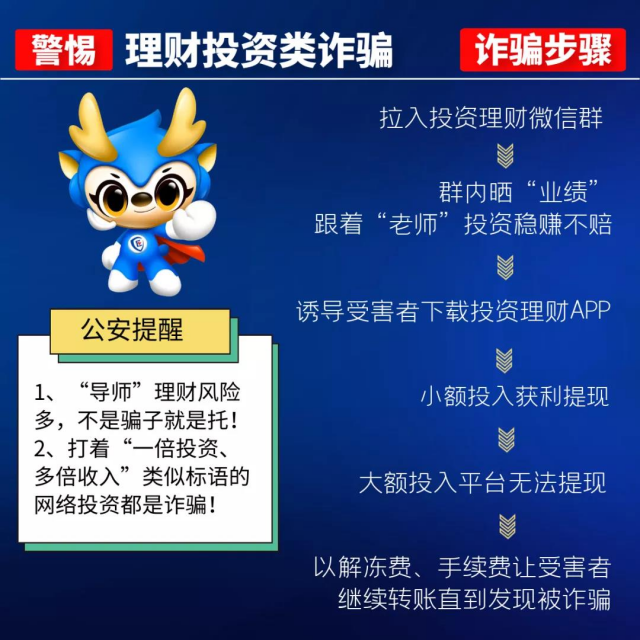 警惕 理财投资类诈骗 诈骗步骤
拉入投资理财微信群
群内晒“业绩”
跟着“老师”投资稳赚不赔
诱导受害者下载投资理财APP
小额投入获利提现
大额投入平台无法提现
以解冻费、手续费让受害者
继续转账直到发现被诈骗
公安提醒
1、“导师”理财风险
多，不是骗子就是托！
2、打着“一倍投资、
多倍收入”类似标语的
网络投资都是诈骗！